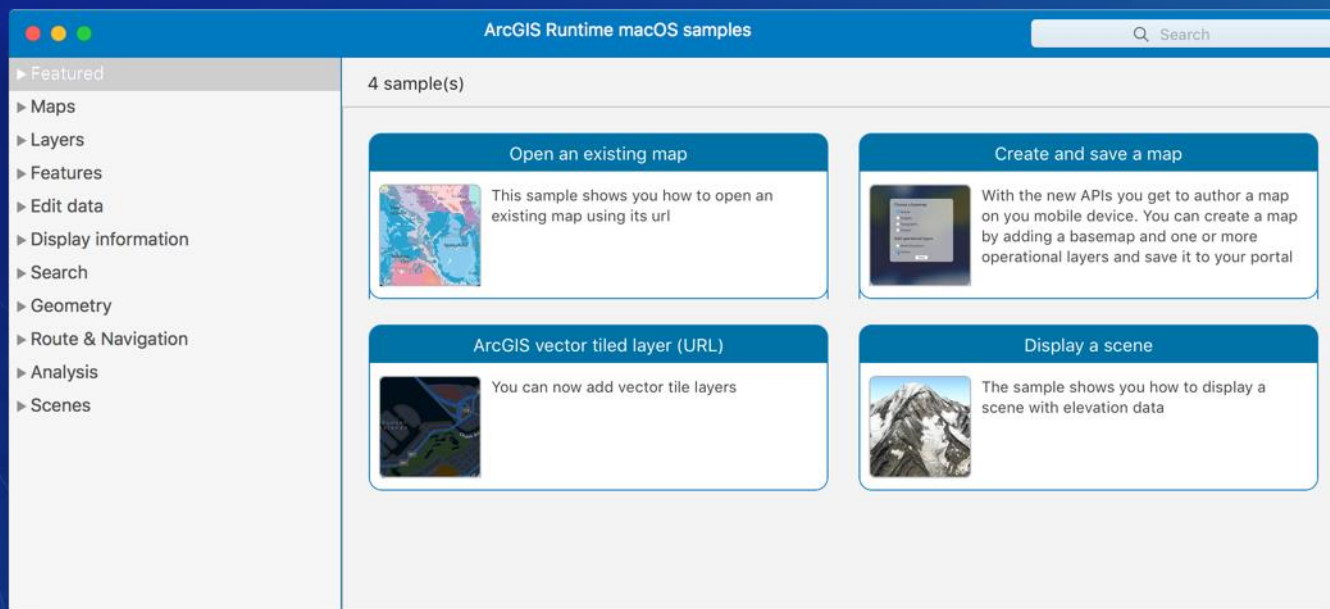 ArcGIS Runtime macOS samples
Search
Featured
Maps
Layers
Features
Edit data
Display information
Search
Geometry
Route & Navigation
Analysis
Scenes
4 sample(s)
Open an existing map
This sample shows you how to open an
existing map using its url
Create and save a map
With the new APIs you get to author a map
on you mobile device. You can create a map
by adding a basemap and one or more
operational layers and save it to your portal
ArcGIS vector tiled layer (URL)
You can now add vector tile layers
Display a scene
The sample shows you how to display a
scene with elevation data